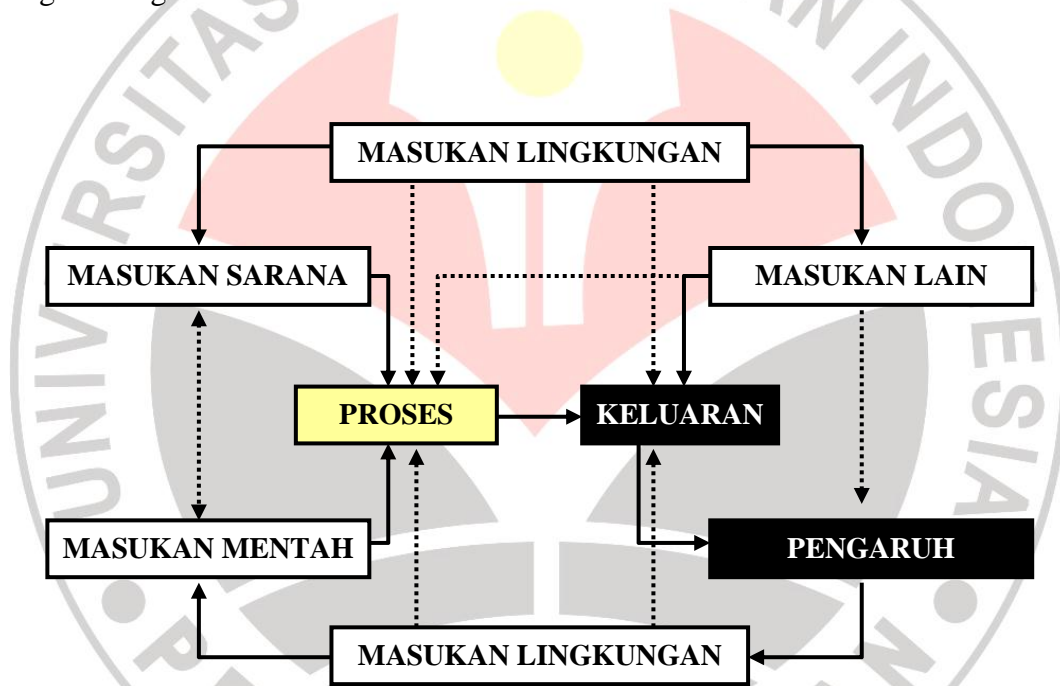 MASUKAN LINGKUNGAN
MASUKAN SARANA
MASUKAN LAIN
PROSES
KELUARAN
MASUKAN MENTAH
PENGARUH
MASUKAN LINGKUNGAN